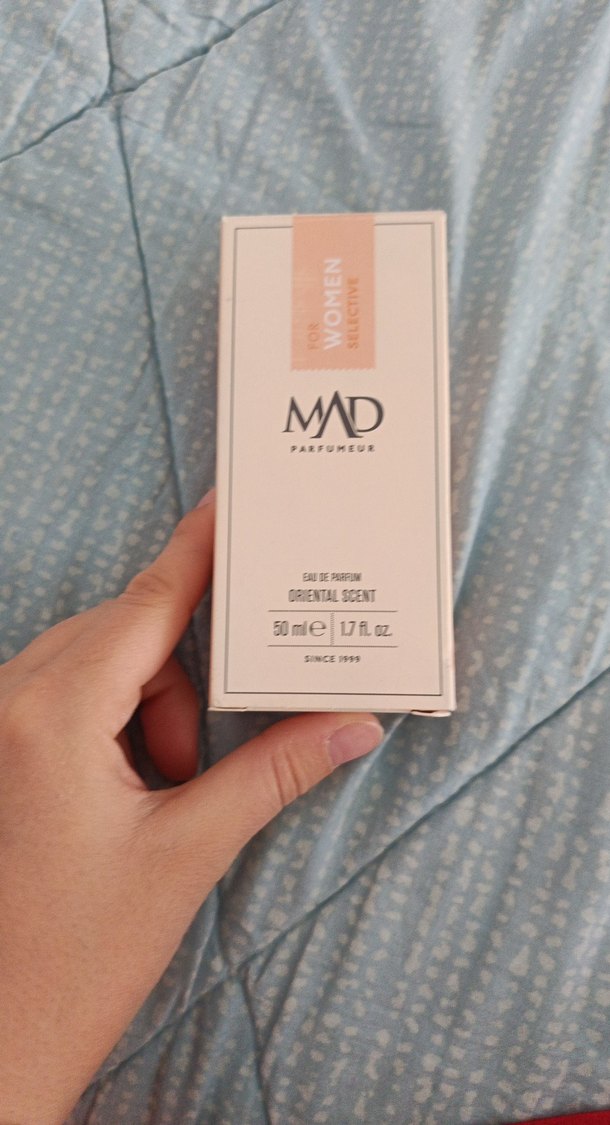 FOR
WOMEN
SELECTIVE
MAD
PARFUMEUR
EAU DE PARFUM
ORIENTAL SCENT
50 ml ℮ 1.7 fl. oz.
SINCE 1999